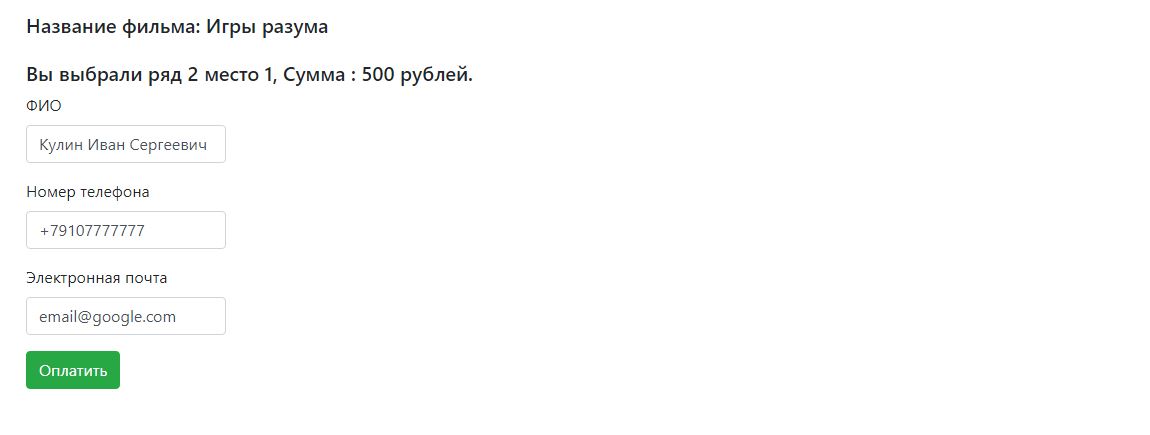 Название фильма: Игры разума
Вы выбрали ряд 2 место 1, Сумма : 500 рублей.
ФИО
Кулин Иван Сергеевич
Номер телефона
+79107777777
Электронная почта
email@google.com
Оплатить